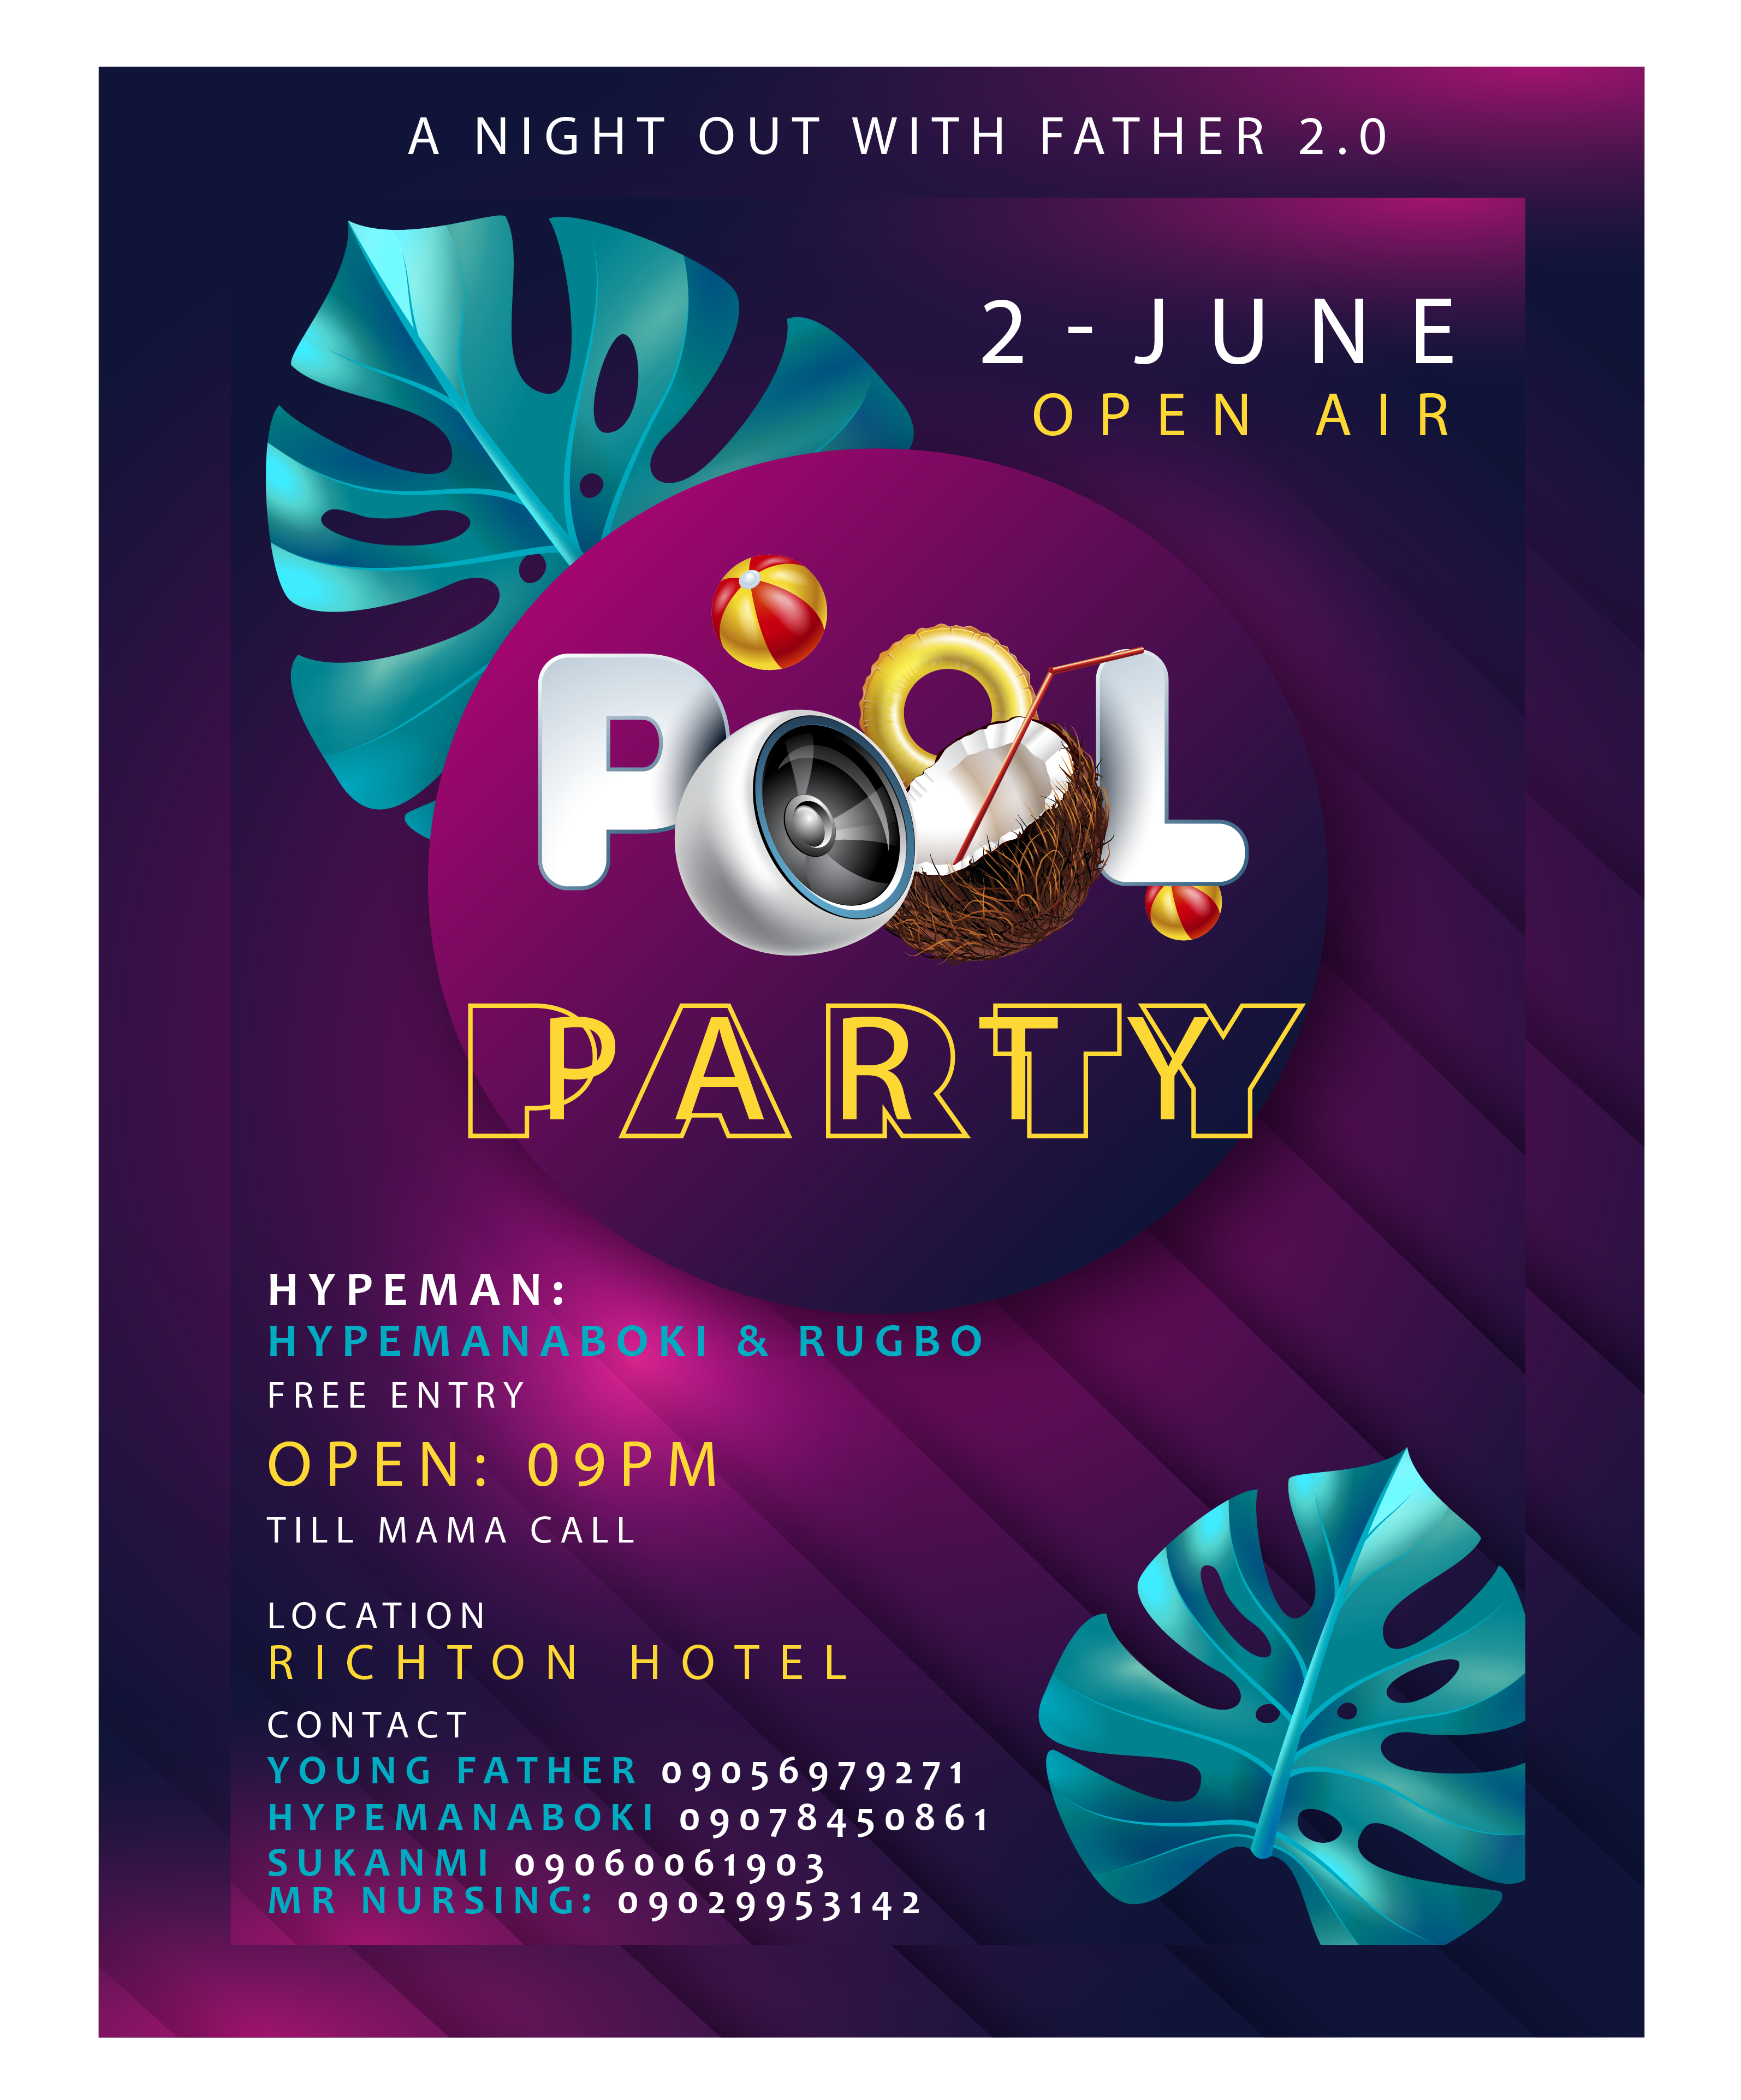 A NIGHT OUT WITH FATHER 2.0
2-JUNE
OPEN AIR
POOL
PARTY
HYPEMAN:
HYPEMANABOKI & RUGBO
FREE ENTRY
OPEN: 09PM
TILL MAMA CALL
LOCATION
RICHTON HOTEL
CONTACT
YOUNG FATHER 09056979271
HYPEMANABOKI 09078450861
SUKANMI 09060061903
MR NURSING: 09029953142